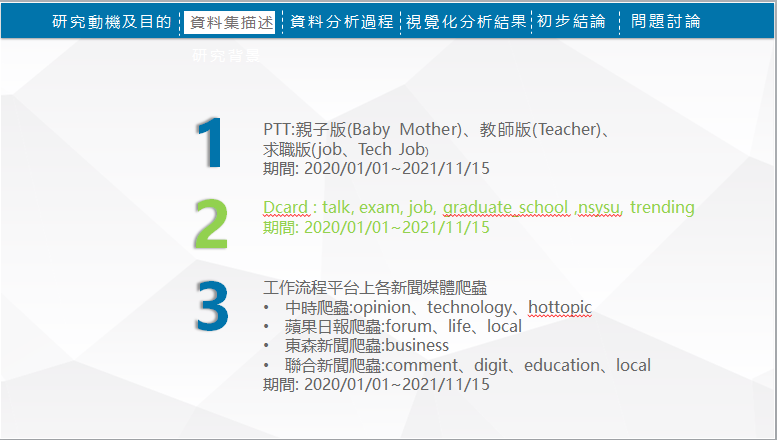 研究動機及目的 資料集描述 資料分析過程 視覺化分析結果 初步結論 問題討論
研究背景
1
PTT:親子版(Baby Mother)、教師版(Teacher)、
求職版(job、Tech Job)
期間: 2020/01/01~2021/11/15
2
Dcard : talk, exam, job, graduate_school ,nsysu, trending
期間: 2020/01/01~2021/11/15
3
工作流程平台上各新聞媒體爬蟲
• 中時爬蟲:opinion、technology、hottopic
• 蘋果日報爬蟲:forum、life、local
• 東森新聞爬蟲:business
• 聯合新聞爬蟲:comment、digit、education、local
期間: 2020/01/01~2021/11/15